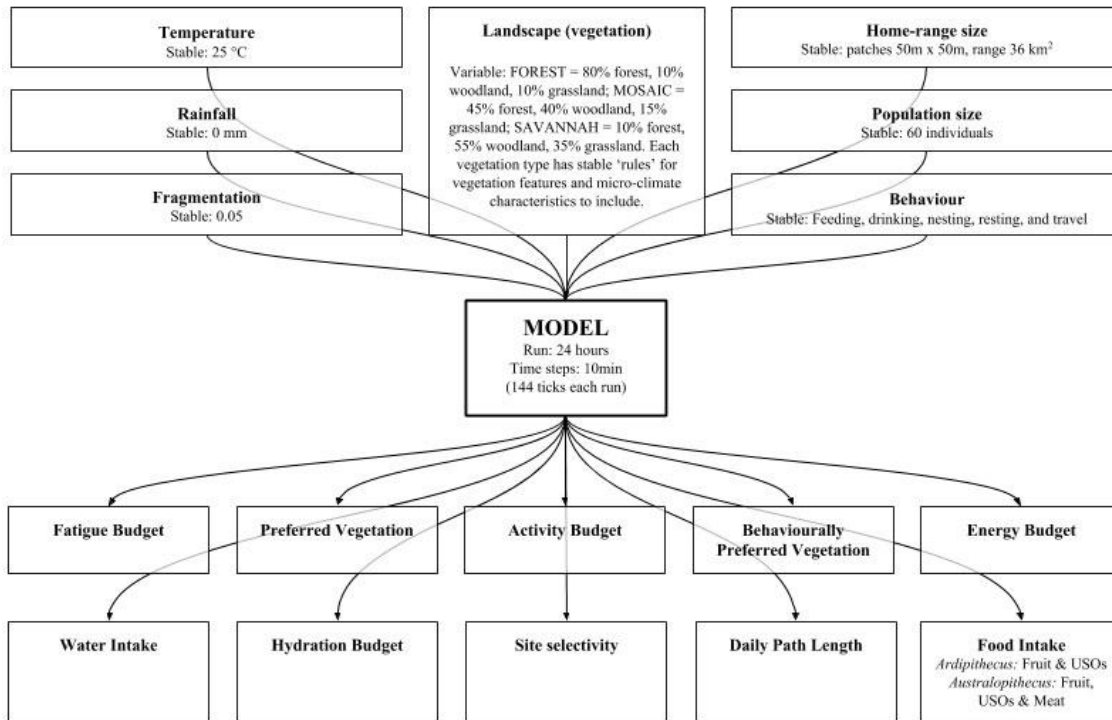 Temperature
Stable: 25 °C
Rainfall
Stable: 0 mm
Fragmentation
Stable: 0.05
Landscape (vegetation)
Variable: FOREST = 80% forest, 10%
woodland, 10% grassland; MOSAIC =
45% forest, 40% woodland, 15%
grassland; SAVANNAH = 10% forest,
55% woodland, 35% grassland. Each
vegetation type has stable ‘rules’ for
vegetation features and micro-climate
characteristics to include.
Home-range size
Stable: patches 50m x 50m, range 36 km²
Population size
Stable: 60 individuals
Behaviour
Stable: Feeding, drinking, nesting, resting, and travel
MODEL
Run: 24 hours
Time steps: 10min
(144 ticks each run)
Fatigue Budget
Preferred Vegetation
Activity Budget
Behaviourally
Preferred Vegetation
Energy Budget
Water Intake
Hydration Budget
Site selectivity
Daily Path Length
Food Intake
Ardipithecus: Fruit & USOs
Australopithecus: Fruit,
USOs & Meat